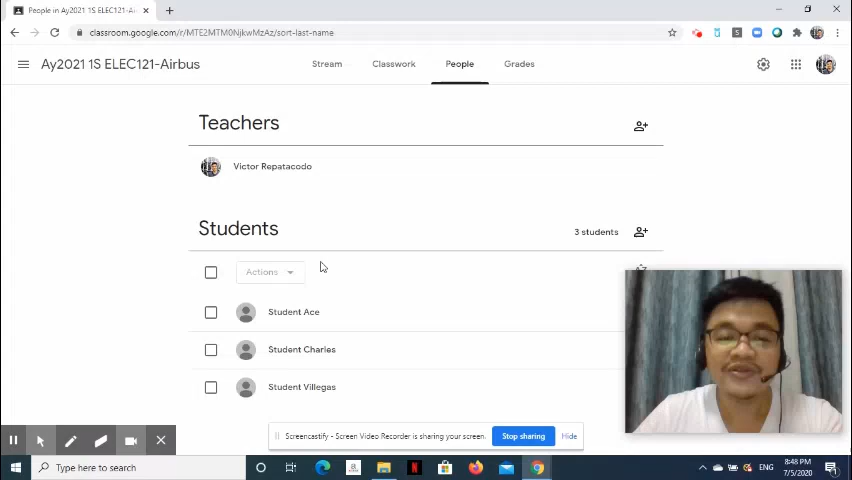 People in Ay2021 1S ELEC121-Air
classroom.google.com/r/MTE2MTM0NjkwMzAz/sort-last-name
Ay2021 1S ELEC121-Airbus
Stream
Classwork
People
Grades
Teachers
Victor Repatacodo
Students
3 students
Actions
Student Ace
Student Charles
Student Villegas
Screencastify - Screen Video Recorder is sharing your screen.
Stop sharing
Hide
Type here to search
ENG
8:48 PM
7/5/2020